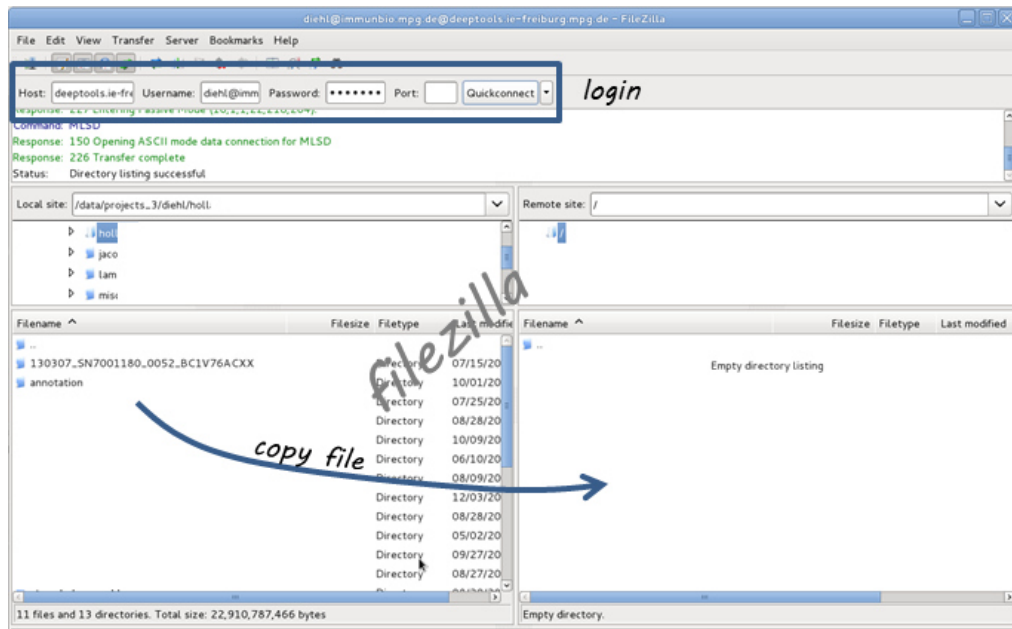 diehl@immunbio.mpg.de@deeptools.ie-freiburg.mpg.de - FileZilla
File Edit View Transfer Server Bookmarks Help
Host: deeptools.ie-fre Username: diehl@imm Password: ••••••• Port: Quickconnect
login
Response: 227 Entering Passive Mode
Command: MLSD
Response: 150 Opening ASCII mode data connection for MLSD
Response: 226 Transfer complete
Status: Directory listing successful
Local site: /data/projects_3/diehl/holl Remote site: /
holl /
jaco
lam
misc
filezilla
Filename Filesize Filetype Last modifie Filename Filesize Filetype Last modified
.. ..
130307_SN7001180_0052_BC1V76ACXX Directory 07/15/20 Empty directory listing
annotation Directory 10/01/20
Directory 07/25/20
Directory 08/28/20
Directory 10/09/20
copy file
Directory 06/10/20
Directory 08/09/20
Directory 12/03/20
Directory 08/28/20
Directory 05/02/20
Directory 09/27/20
Directory 08/27/20
11 files and 13 directories. Total size: 22,910,787,466 bytes Empty directory.